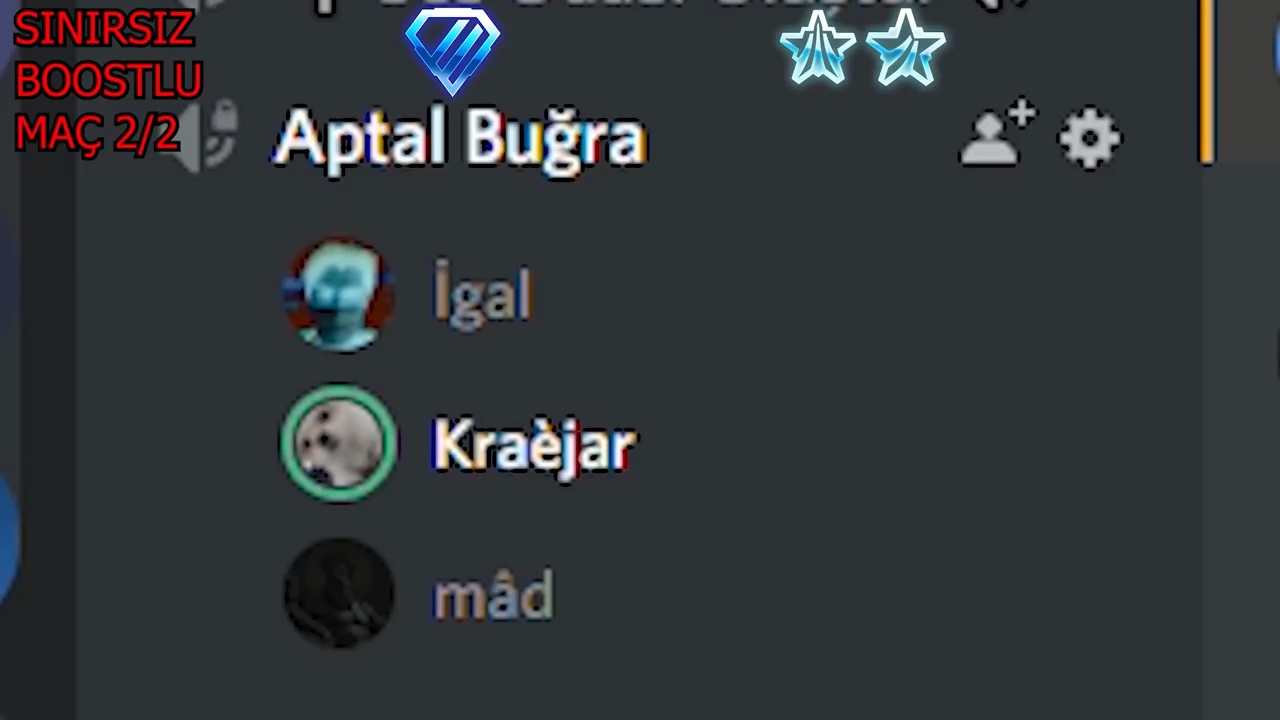 SINIRSIZ
BOOSTLU
MAÇ 2/2
Aptal Buğra
İgal
Kraèjar
mâd